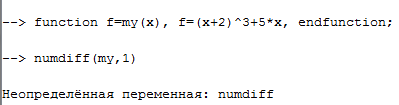 --> function f=my(x), f=(x+2)^3+5*x, endfunction;
--> numdiff(my,1)
Неопределённая переменная: numdiff